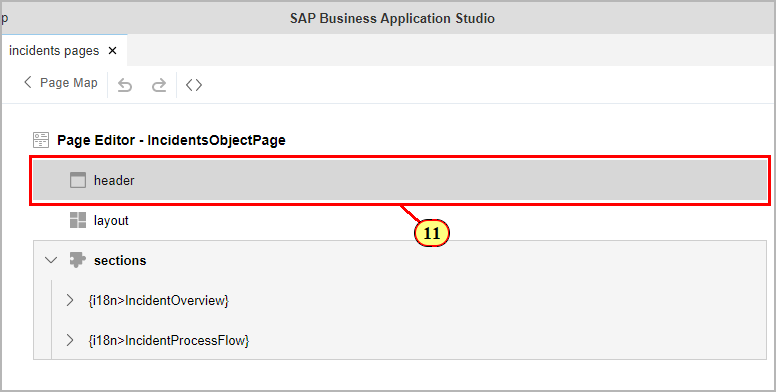 p
SAP Business Application Studio
incidents pages
Page Map
Page Editor - IncidentsObjectPage
header
layout
11
sections
{i18n>IncidentOverview}
{i18n>IncidentProcessFlow}